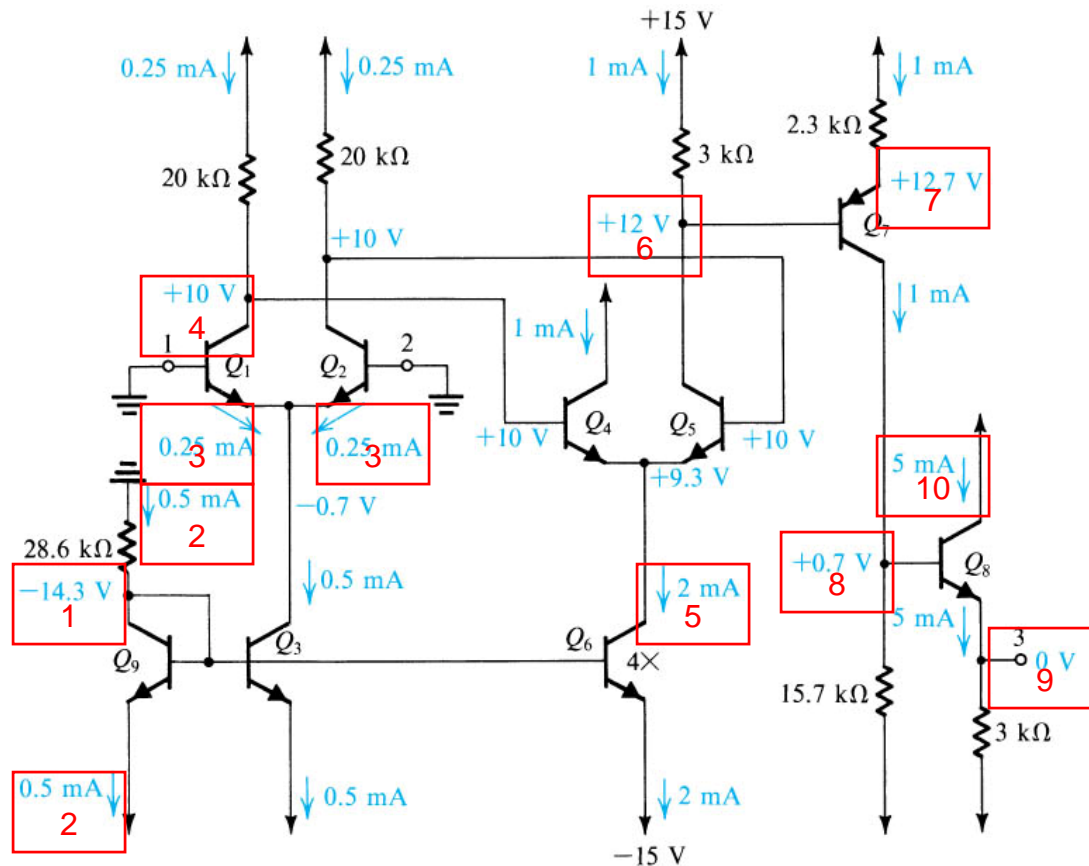 +15 V
0.25 mA
0.25 mA
1 mA
1 mA
2.3 kΩ
20 kΩ
3 kΩ
20 kΩ
+12.7 V
7
Q7
+12 V
6
+10 V
+10 V
4
1 mA
1 mA
1
2
Q1
Q2
Q4
Q5
+10 V
+10 V
0.25 mA
3
0.25 mA
3
+9.3 V
5 mA
10
0.5 mA
2
−0.7 V
28.6 kΩ
+0.7 V
8
Q8
−14.3 V
1
0.5 mA
2 mA
5
5 mA
Q9
Q3
Q6
4×
3
0 V
9
15.7 kΩ
3 kΩ
0.5 mA
2
0.5 mA
2 mA
−15 V